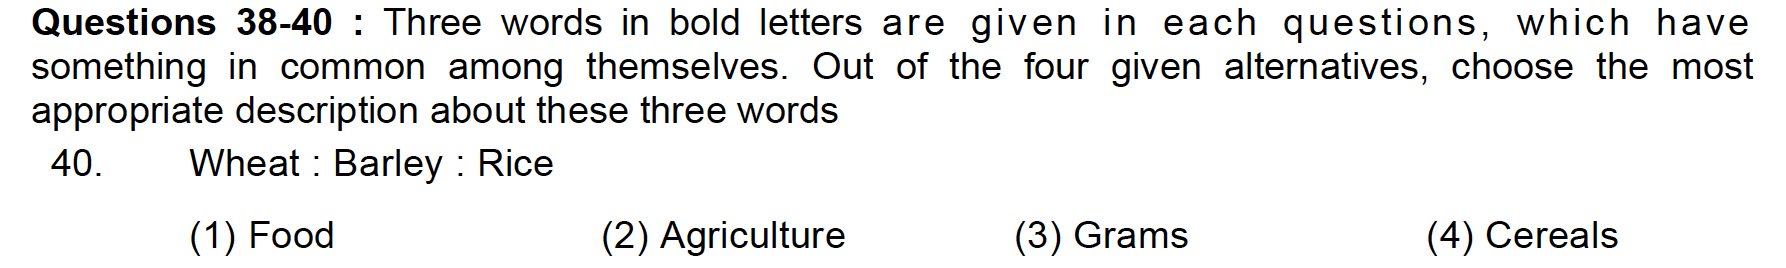 Questions 38-40 : Three words in bold letters are given in each questions, which have
something in common among themselves. Out of the four given alternatives, choose the most
appropriate description about these three words
40. Wheat : Barley : Rice
(1) Food (2) Agriculture (3) Grams (4) Cereals